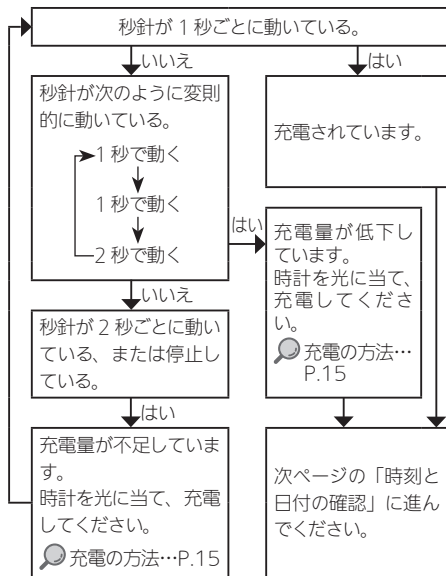 秒針が 1 秒ごとに動いている。
いいえ
はい
秒針が次のように変則
的に動いている。
1 秒で動く
1 秒で動く
2 秒で動く
充電されています。
はい
充電量が低下し
ています。
時計を光に当て、
充電してくださ
い。
充電の方法…
P.15
いいえ
秒針が 2 秒ごとに動い
ている、または停止し
ている。
はい
充電量が不足していま
す。
時計を光に当て、充電
してください。
充電の方法…P.15
次ページの「時刻と
日付の確認」に進ん
でください。